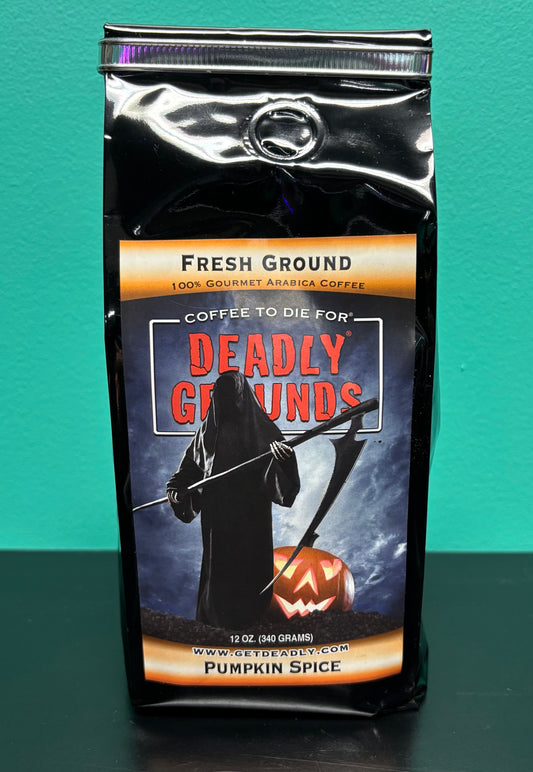 FRESH GROUND
100% GOURMET ARABICA COFFEE
COFFEE TO DIE FOR®
DEADLY®
GROUNDS
12 OZ. (340 GRAMS)
WWW.GETDEADLY.COM
PUMPKIN SPICE